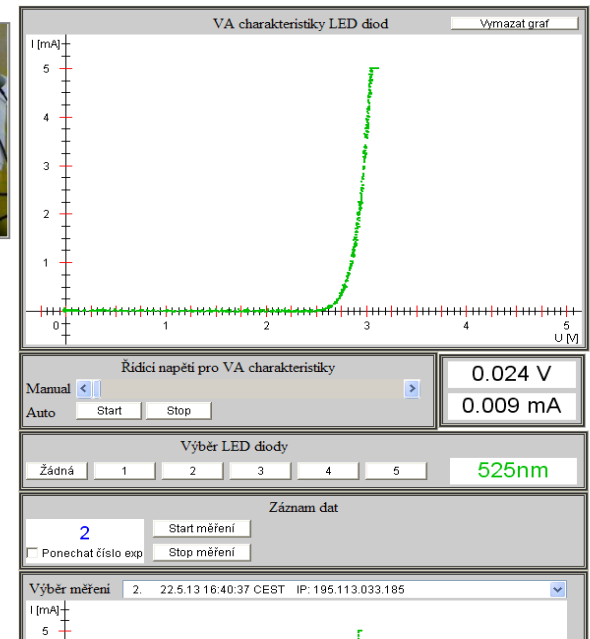 VA charakteristiky LED diod
Vymazat graf
I [mA]
5
4
3
2
1
0 1 2 3 4 5
U [V]
Řídicí napětí pro VA charakteristiky
Manual
Auto Start Stop
0.024 V
0.009 mA
Výběr LED diody
Žádná 1 2 3 4 5
525nm
Záznam dat
2
Ponechat číslo exp
Start měření
Stop měření
Výběr měření 2. 22.5.13 16:40:37 CEST IP: 195.113.033.185
I [mA]
5